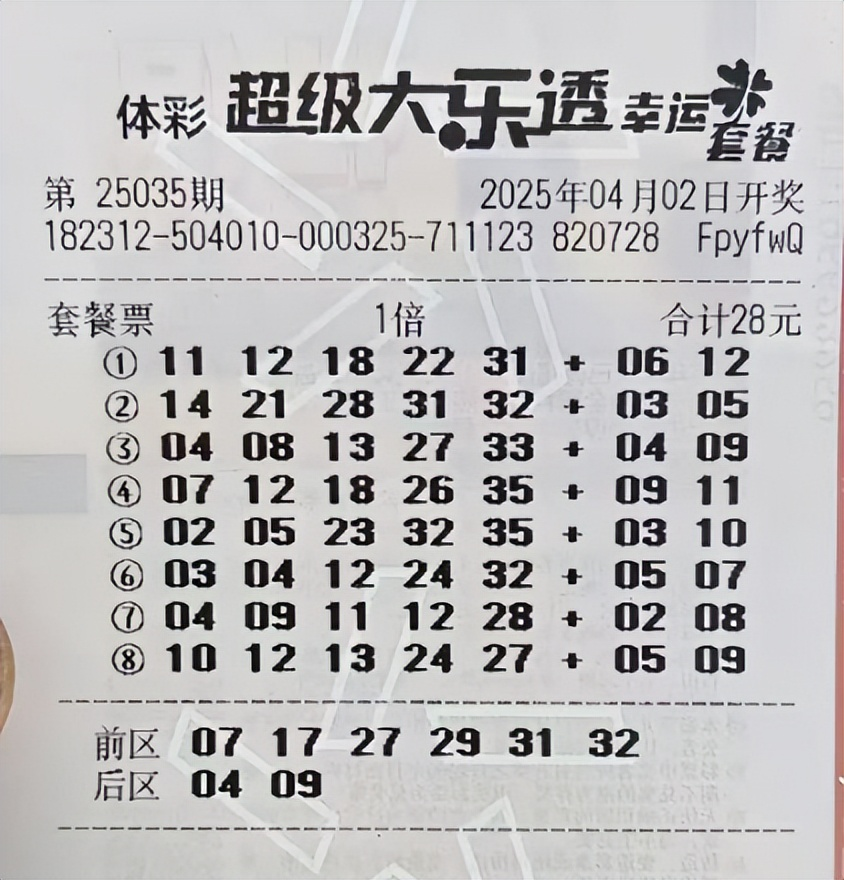 体彩 超级大乐透 幸运套餐
第 25035期 2025年04月02日开奖
182312-504010-000325-711123 820728 FpyfwQ
套餐票 1倍 合计28元
① 11 12 18 22 31 + 06 12
② 14 21 28 31 32 + 03 05
③ 04 08 13 27 33 + 04 09
④ 07 12 18 26 35 + 09 11
⑤ 02 05 23 32 35 + 03 10
⑥ 03 04 12 24 32 + 05 07
⑦ 04 09 11 12 28 + 02 08
⑧ 10 12 13 24 27 + 05 09
前区 07 17 27 29 31 32
后区 04 09